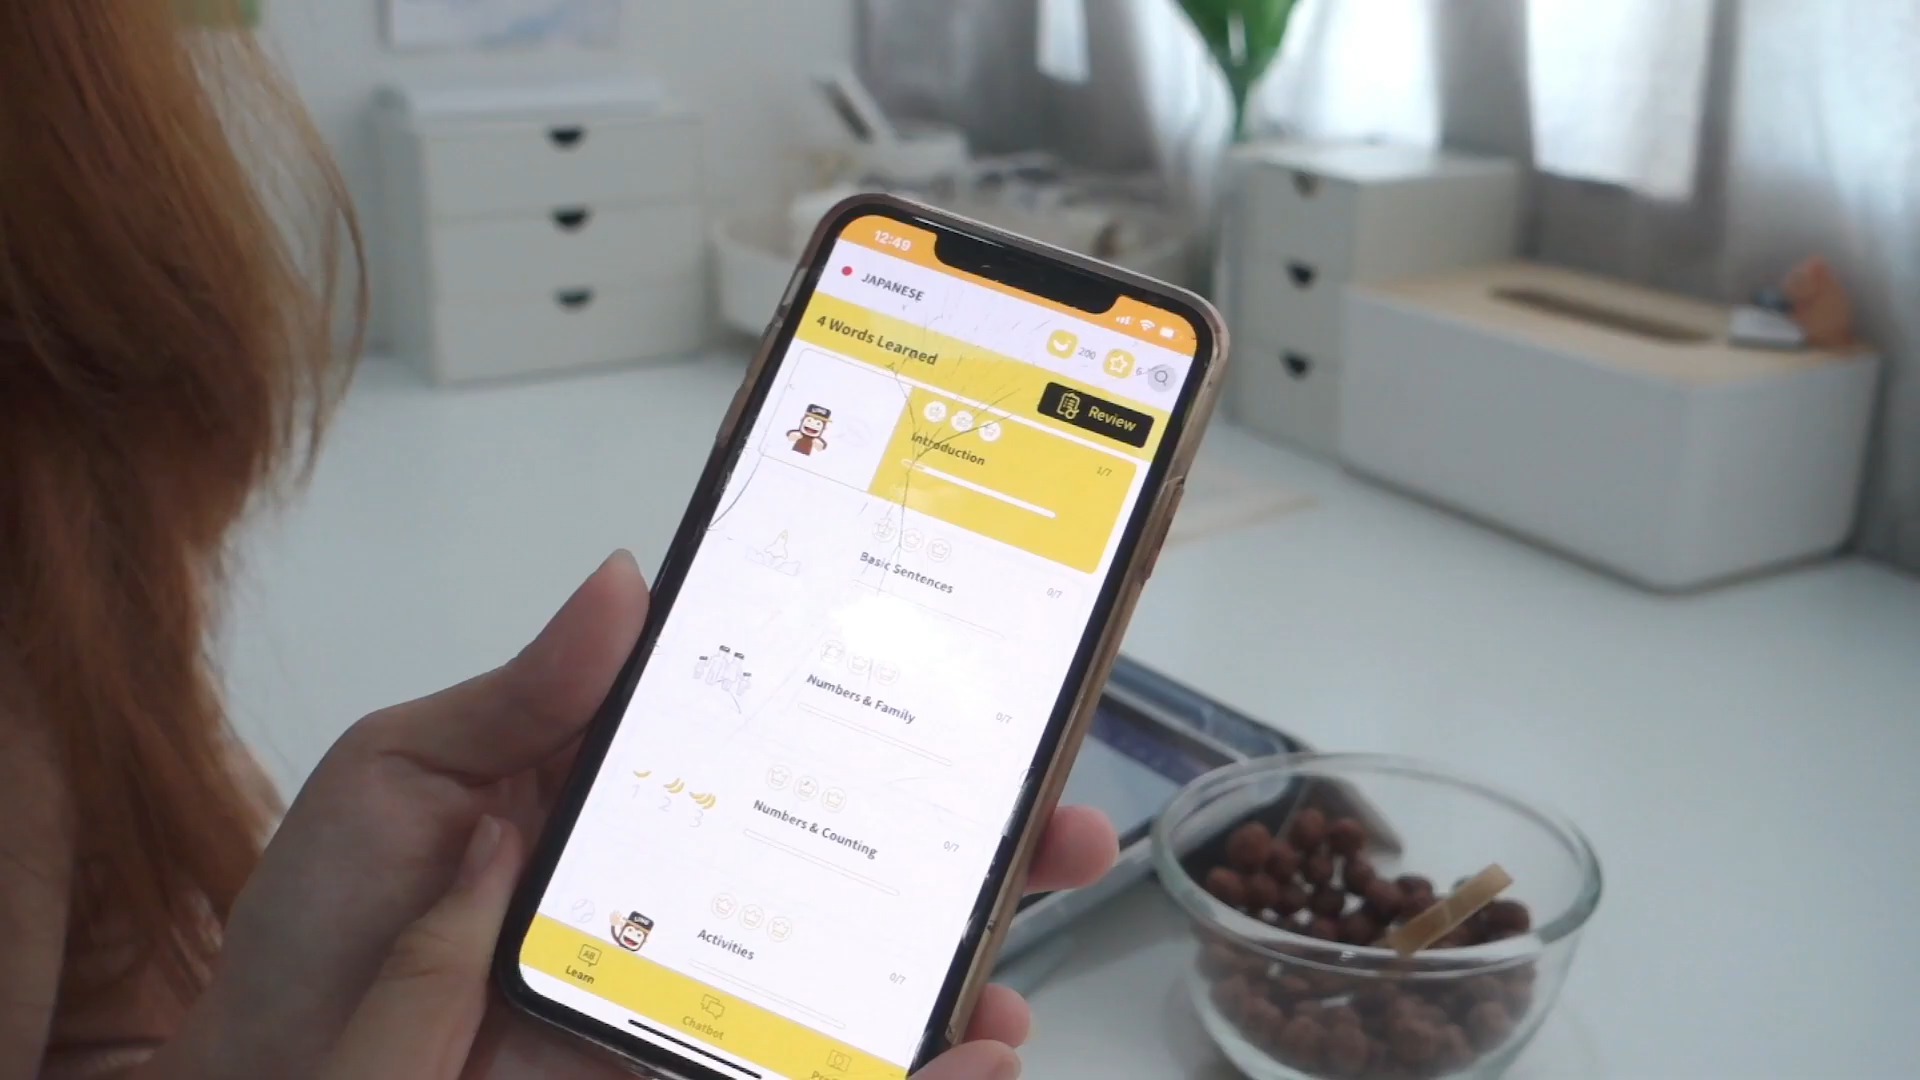 12:49
JAPANESE
200
6
4 Words Learned
Review
Introduction
1/7
Basic Sentences
0/7
Numbers & Family
0/7
1 2 3
Numbers & Counting
0/7
Activities
0/7
Learn
Chatbot